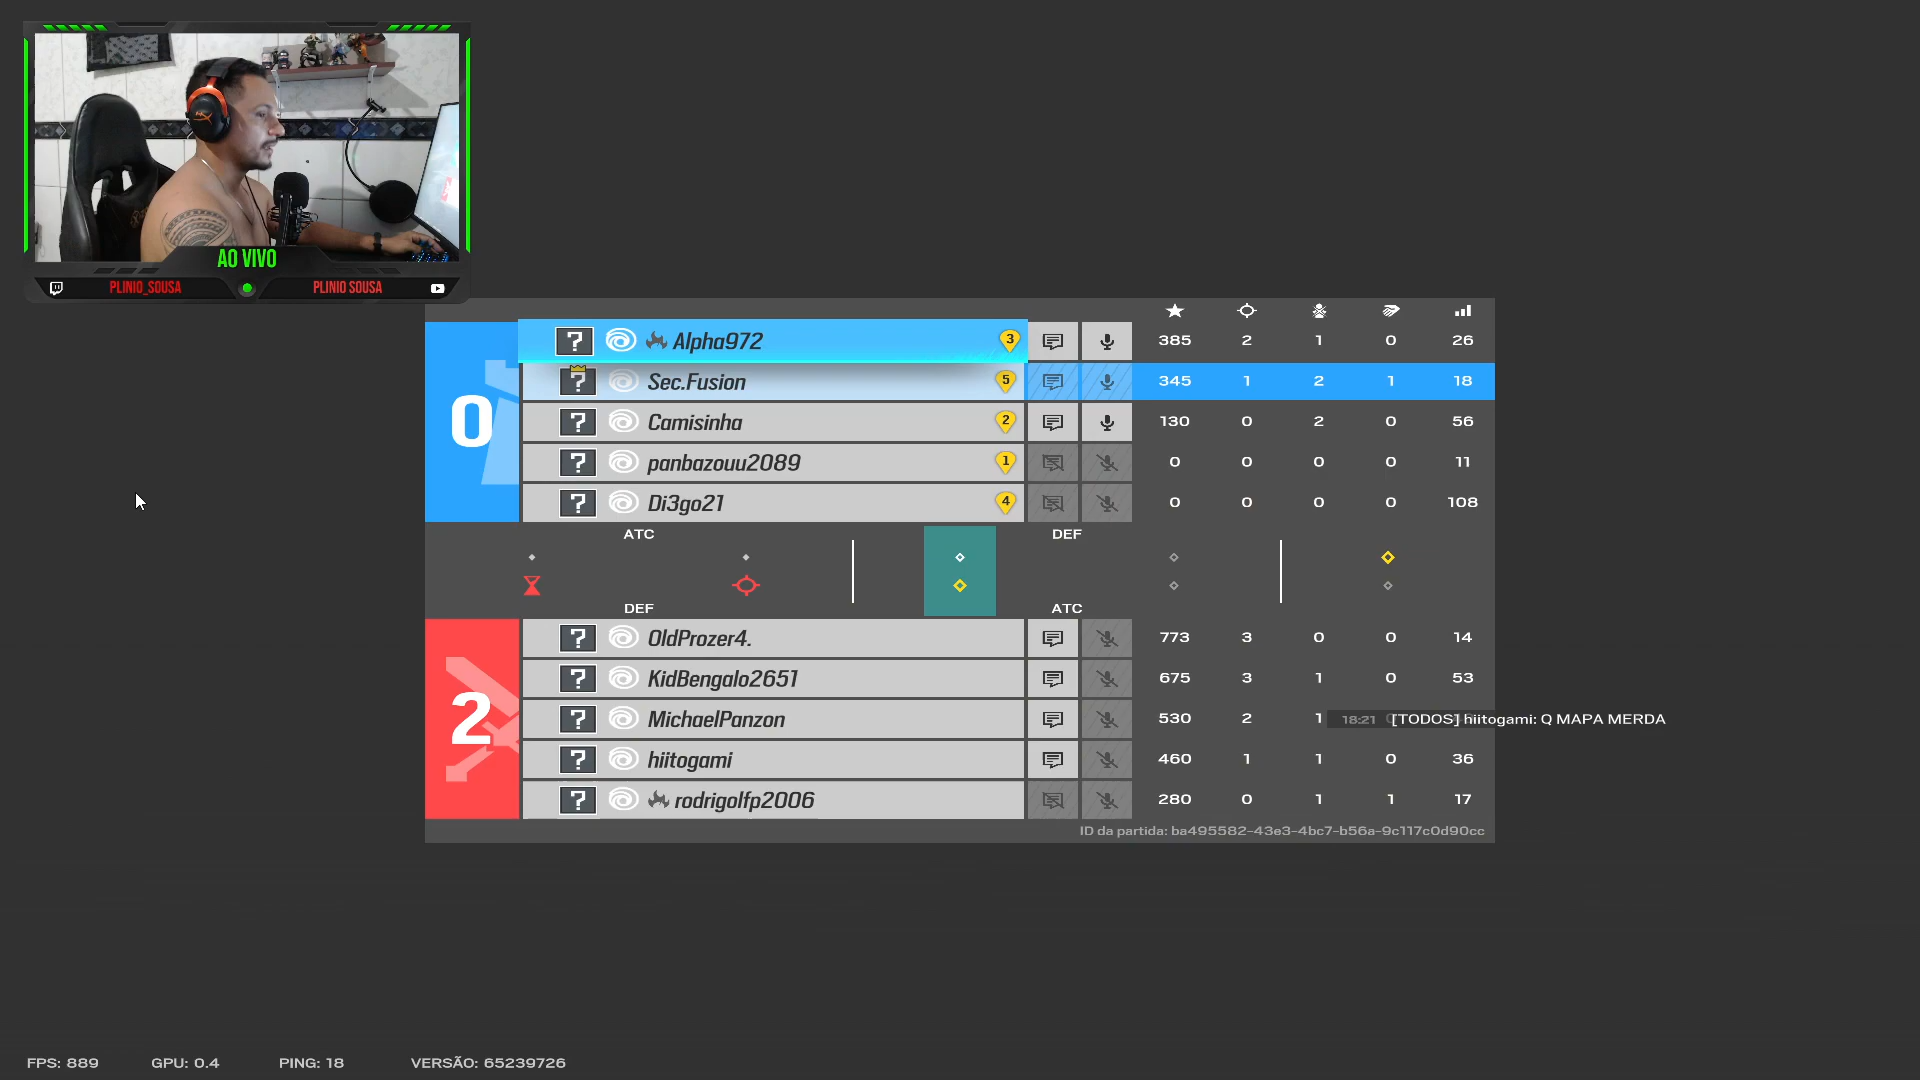 AO VIVO
PLINIO_SOUSA PLINIO SOUSA
0
? Alpha972 3 385 2 1 0 26
? Sec.Fusion 5 345 1 2 1 18
? Camisinha 2 130 0 2 0 56
? panbazouu2089 1 0 0 0 0 11
? Di3go21 4 0 0 0 0 108
ATC DEF
DEF ATC
2
? OldProzer4. 773 3 0 0 14
? KidBengalo2651 675 3 1 0 53
? MichaelPanzon 530 2 1
18:21 [TODOS] hiitogami: Q MAPA MERDA
? hiitogami 460 1 1 0 36
? rodrigolfp2006 280 0 1 1 17
ID da partida: ba495582-43e3-4bc7-b56a-9c117c0d90cc
FPS: 889 GPU: 0.4 PING: 18 VERSÃO: 65239726